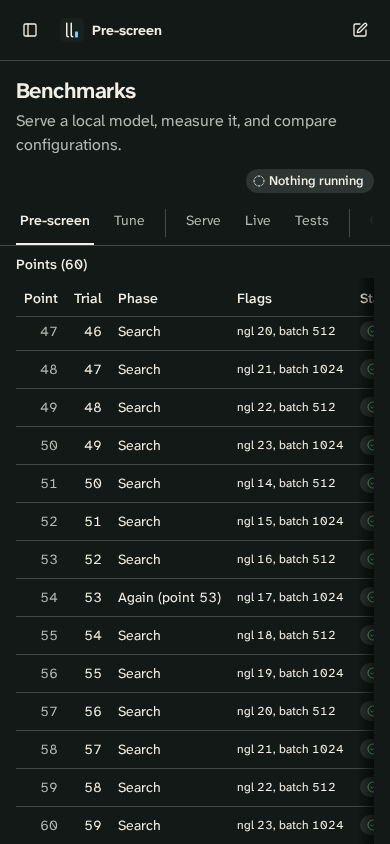 Pre-screen
Benchmarks
Serve a local model, measure it, and compare
configurations.
Nothing running
Pre-screen Tune Serve Live Tests
Points (60)
Point Trial Phase Flags
47 46 Search ngl 20, batch 512
48 47 Search ngl 21, batch 1024
49 48 Search ngl 22, batch 512
50 49 Search ngl 23, batch 1024
51 50 Search ngl 14, batch 512
52 51 Search ngl 15, batch 1024
53 52 Search ngl 16, batch 512
54 53 Again (point 53) ngl 17, batch 1024
55 54 Search ngl 18, batch 512
56 55 Search ngl 19, batch 1024
57 56 Search ngl 20, batch 512
58 57 Search ngl 21, batch 1024
59 58 Search ngl 22, batch 512
60 59 Search ngl 23, batch 1024